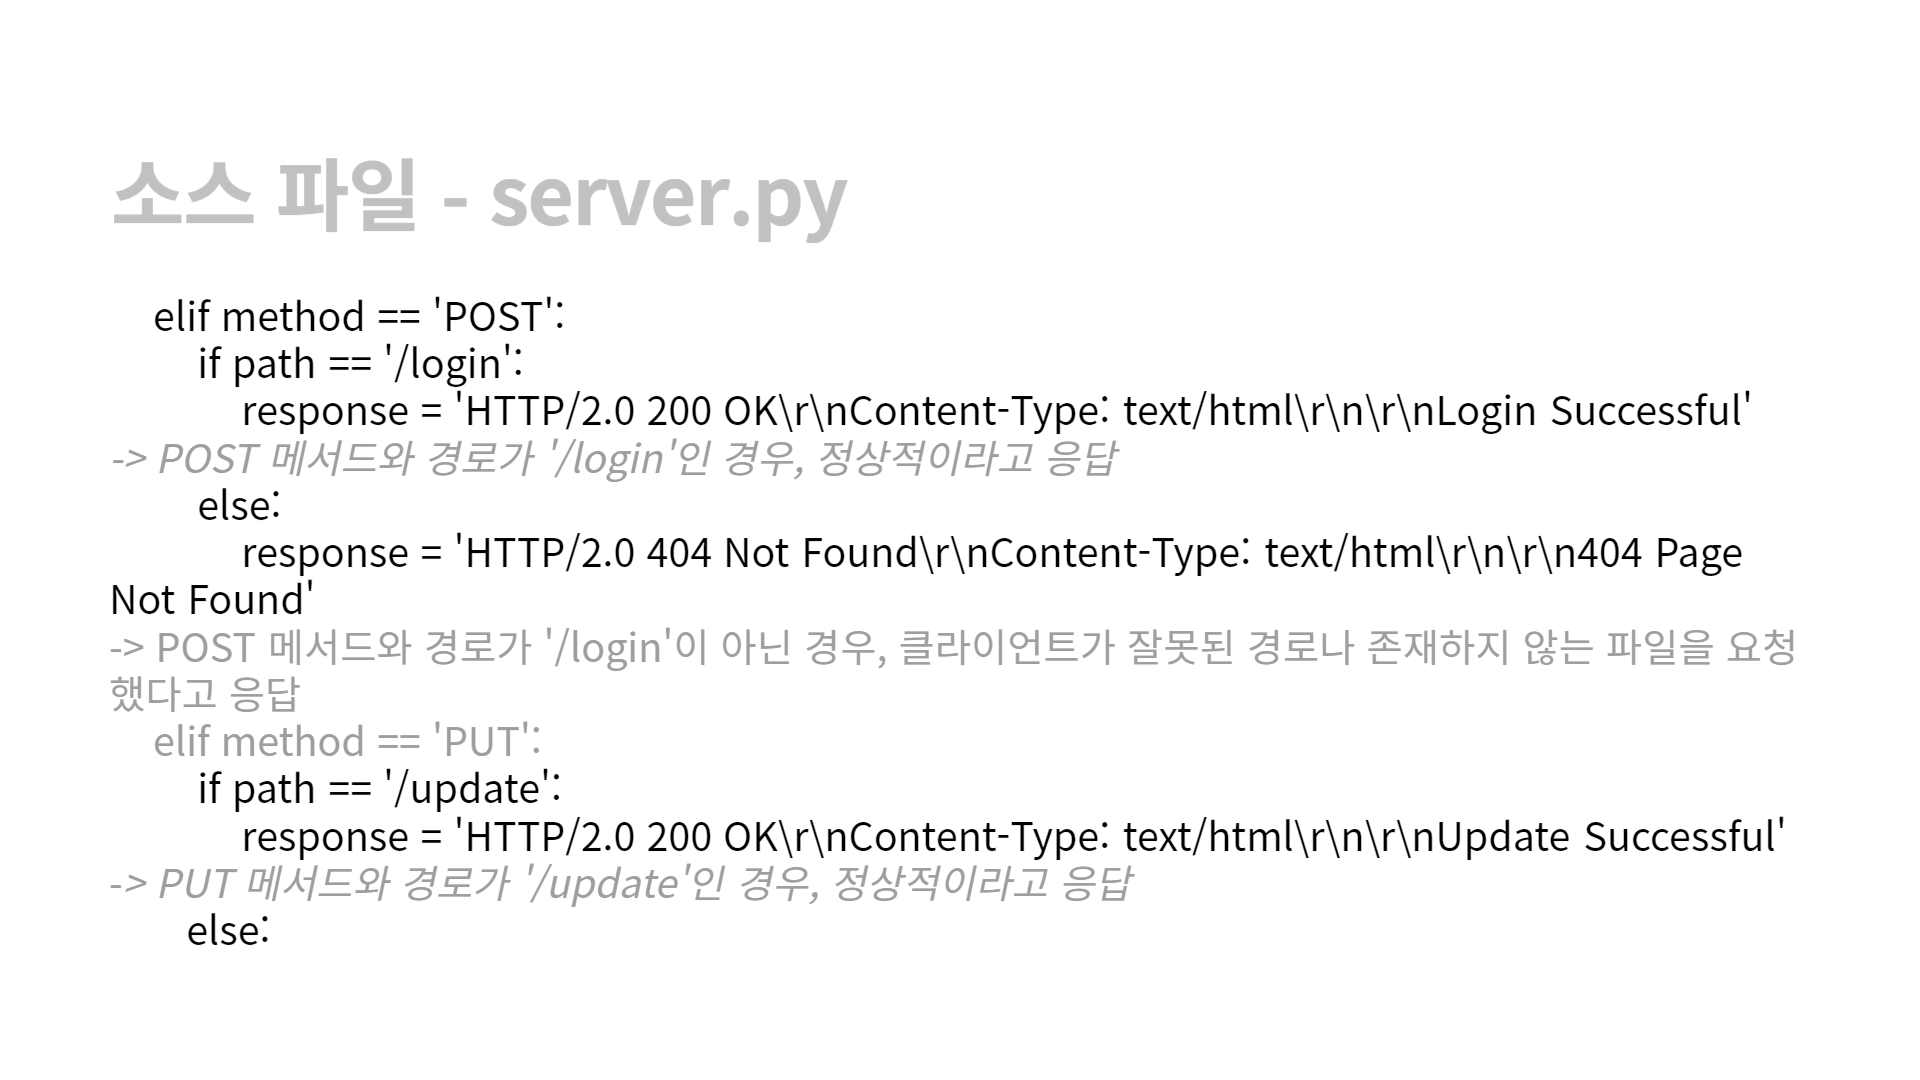 소스 파일 - server.py
elif method == 'POST':
if path == '/login':
response = 'HTTP/2.0 200 OK\r\nContent-Type: text/html\r\n\r\nLogin Successful'
-> POST 메서드와 경로가 '/login'인 경우, 정상적이라고 응답
else:
response = 'HTTP/2.0 404 Not Found\r\nContent-Type: text/html\r\n\r\n404 Page
Not Found'
-> POST 메서드와 경로가 '/login'이 아닌 경우, 클라이언트가 잘못된 경로나 존재하지 않는 파일을 요청
했다고 응답
elif method == 'PUT':
if path == '/update':
response = 'HTTP/2.0 200 OK\r\nContent-Type: text/html\r\n\r\nUpdate Successful'
-> PUT 메서드와 경로가 '/update'인 경우, 정상적이라고 응답
else: